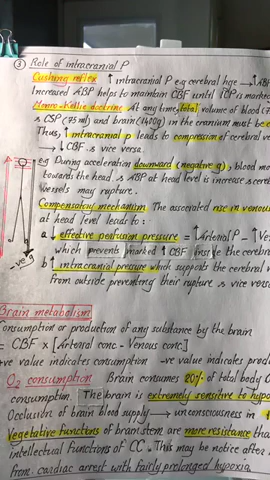 ③ Role of intracranial P
Cushing reflex ↑ intracranial P eg cerebral hge → ↑AB
Increased ABP helps to maintain CBF until ICP is marked
Monro-Kellie doctrine At any time, total volume of blood (
s CSP (75 ml) and brain (1400g) in the cranium must be
Thus, ↑ intracranial p leads to compression of cerebral ve
→ ↓CBF. s vice versa.
eg During acceleration downward (negative g), blood mo
towards the head. s ABP at head level is increase s cere
vessels may rupture.
Compensatory mechanism The associated rise in venou
at head level leads to:
a ↓ effective perfusion pressure = ↑Arterial P - ↑Ve
which prevents marked ↑ CBF inside the cerebra
b ↑ intracranial pressure which supports the cerebral
From outside preventing their rupture s vice vers
-ve g
Brain metabolism
Consumption or production of any substance by the brain
= CBF x [Arterial conc - Venous conc]
+ve value indicates consumption -ve value indicates produc
O₂ consumption Brain consumes 20% of total body
consumption. The brain is extremely sensitive to hypo
Occlusion of brain blood supply → unconsciousness in
Vegetative functions of brainstem are more resistance tha
intellectual functions of CC. This may be notice after
from cardiac arrest with fairly prolonged hypoxia.